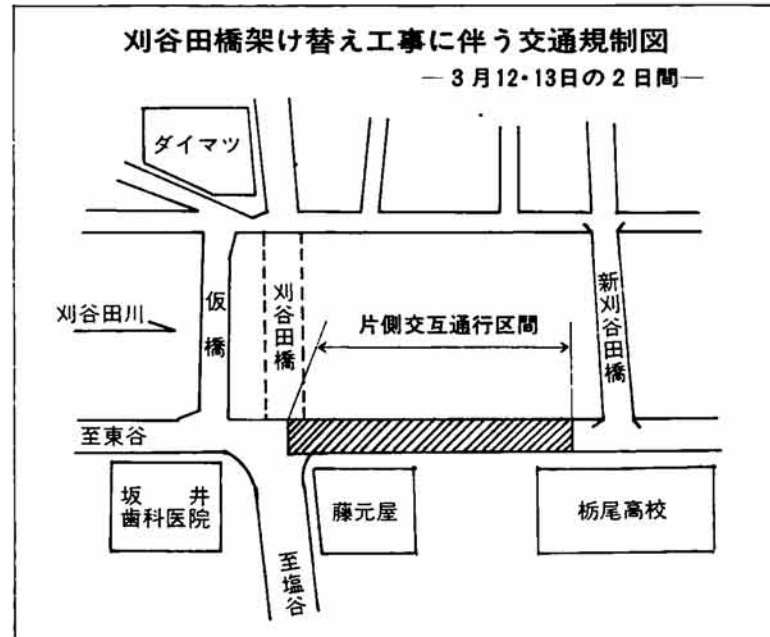 刈谷田橋架け替え工事に伴う交通規制図
―3月12・13日の2日間―
ダイマツ
刈谷田川
仮橋
刈谷田橋
片側交互通行区間
新刈谷田橋
至東谷
坂井
歯科医院
藤元屋
栃尾高校
至塩谷